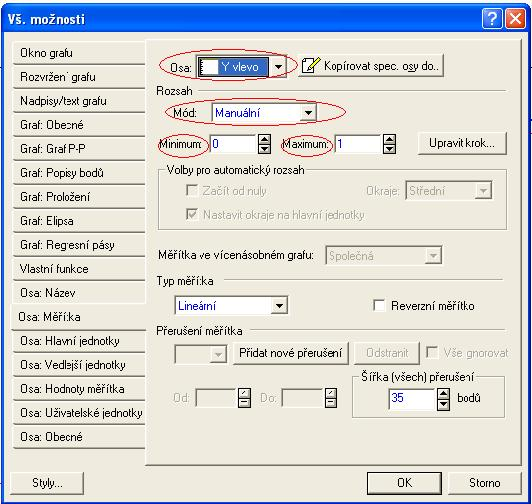 Vš. možnosti
Okno grafu
Rozvržení grafu
Nadpisy/text grafu
Graf: Obecné
Graf: Graf P-P
Graf: Popisy bodů
Graf: Proložení
Graf: Elipsa
Graf: Regresní pásy
Vlastní funkce
Osa: Název
Osa: Měřítka
Osa: Hlavní jednotky
Osa: Vedlejší jednotky
Osa: Hodnoty měřítka
Osa: Uživatelské jednotky
Osa: Obecné
Osa: Y vlevo Kopírovat spec. osy do..
Rozsah
Mód: Manuální
Minimum: 0 Maximum: 1 Upravit krok...
Volby pro automatický rozsah
Začít od nuly Okraje: Střední
Nastavit okraje na hlavní jednotky
Měřítka ve vícenásobném grafu: Společná
Typ měřítka
Lineární Reverzní měřítko
Přerušení měřítka
Přidat nové přerušení Odstranit Vše ignorovat
Od: Do: Šířka (všech) přerušení
35 bodů
Styly... OK Storno